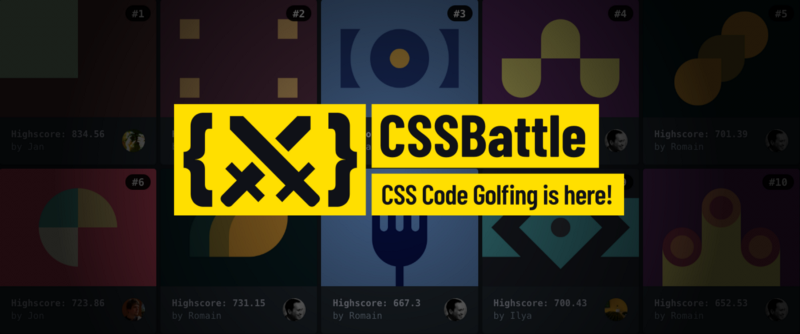 #1
#2
#3
#4
#5
Highscore: 834.56
by Jan
Highscore: 701.39
by Romain
{ }
CSSBattle
CSS Code Golfing is here!
#6
#10
Highscore: 723.86
by Jan
Highscore: 731.15
by Romain
Highscore: 667.3
by Romain
Highscore: 700.43
by Ilya
Highscore: 652.53
by Romain